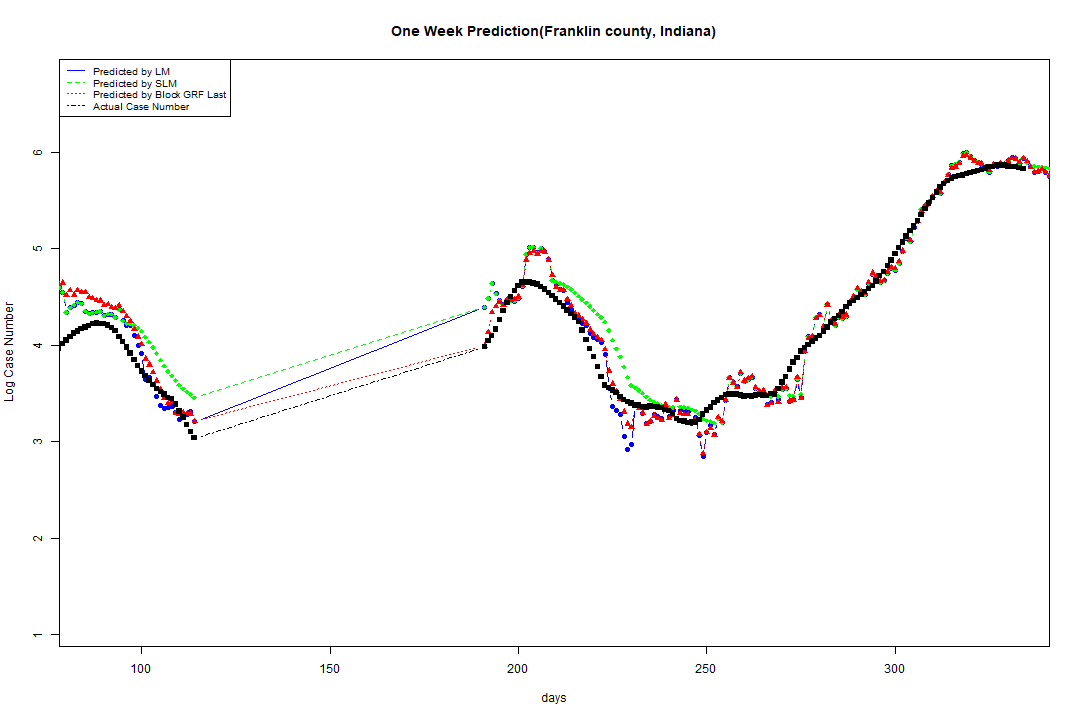 One Week Prediction(Franklin county, Indiana)
Predicted by LM
Predicted by SLM
Predicted by Block GRF Last
Actual Case Number
6
5
4
3
2
1
Log Case Number
100 150 200 250 300
days